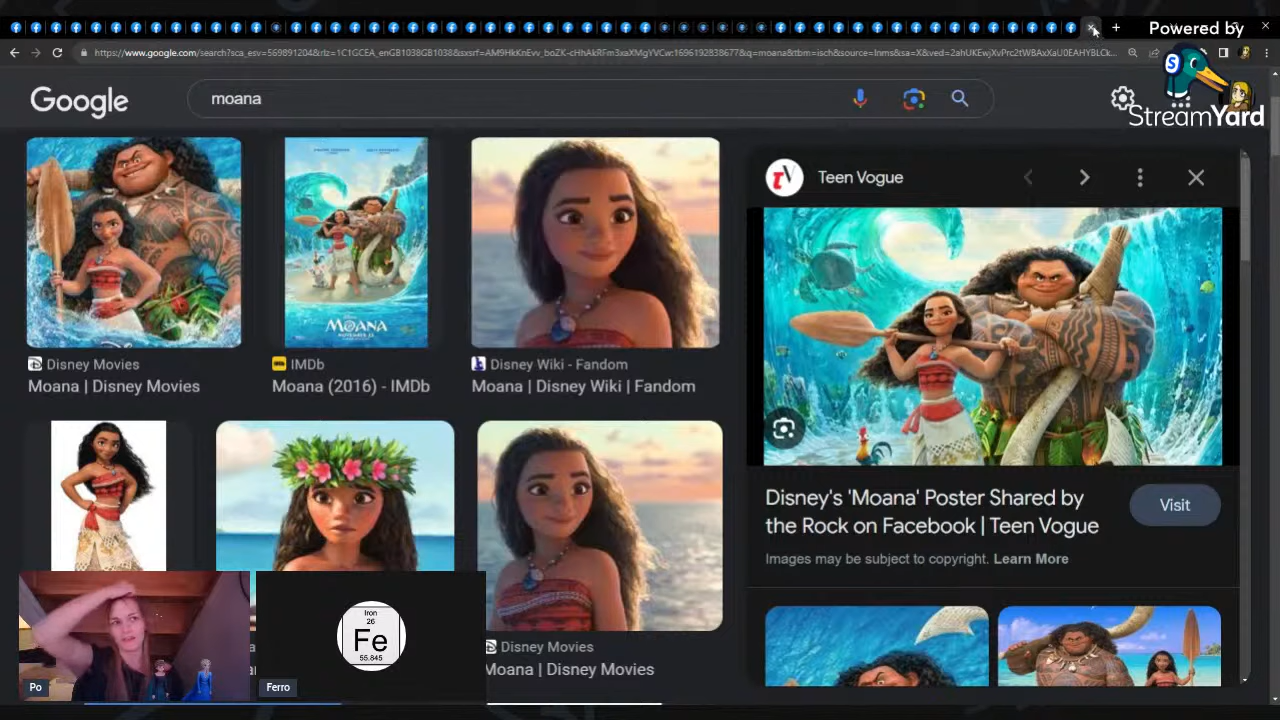 Powered by
StreamYard
Google
moana
Teen Vogue
MOANA
Disney Movies
Moana | Disney Movies
IMDb
Moana (2016) - IMDb
Disney Wiki - Fandom
Moana | Disney Wiki | Fandom
Disney's 'Moana' Poster Shared by
the Rock on Facebook | Teen Vogue
Visit
Images may be subject to copyright. Learn More
Disney Movies
Moana | Disney Movies
Iron
26
Fe
55.845
Po
Ferro